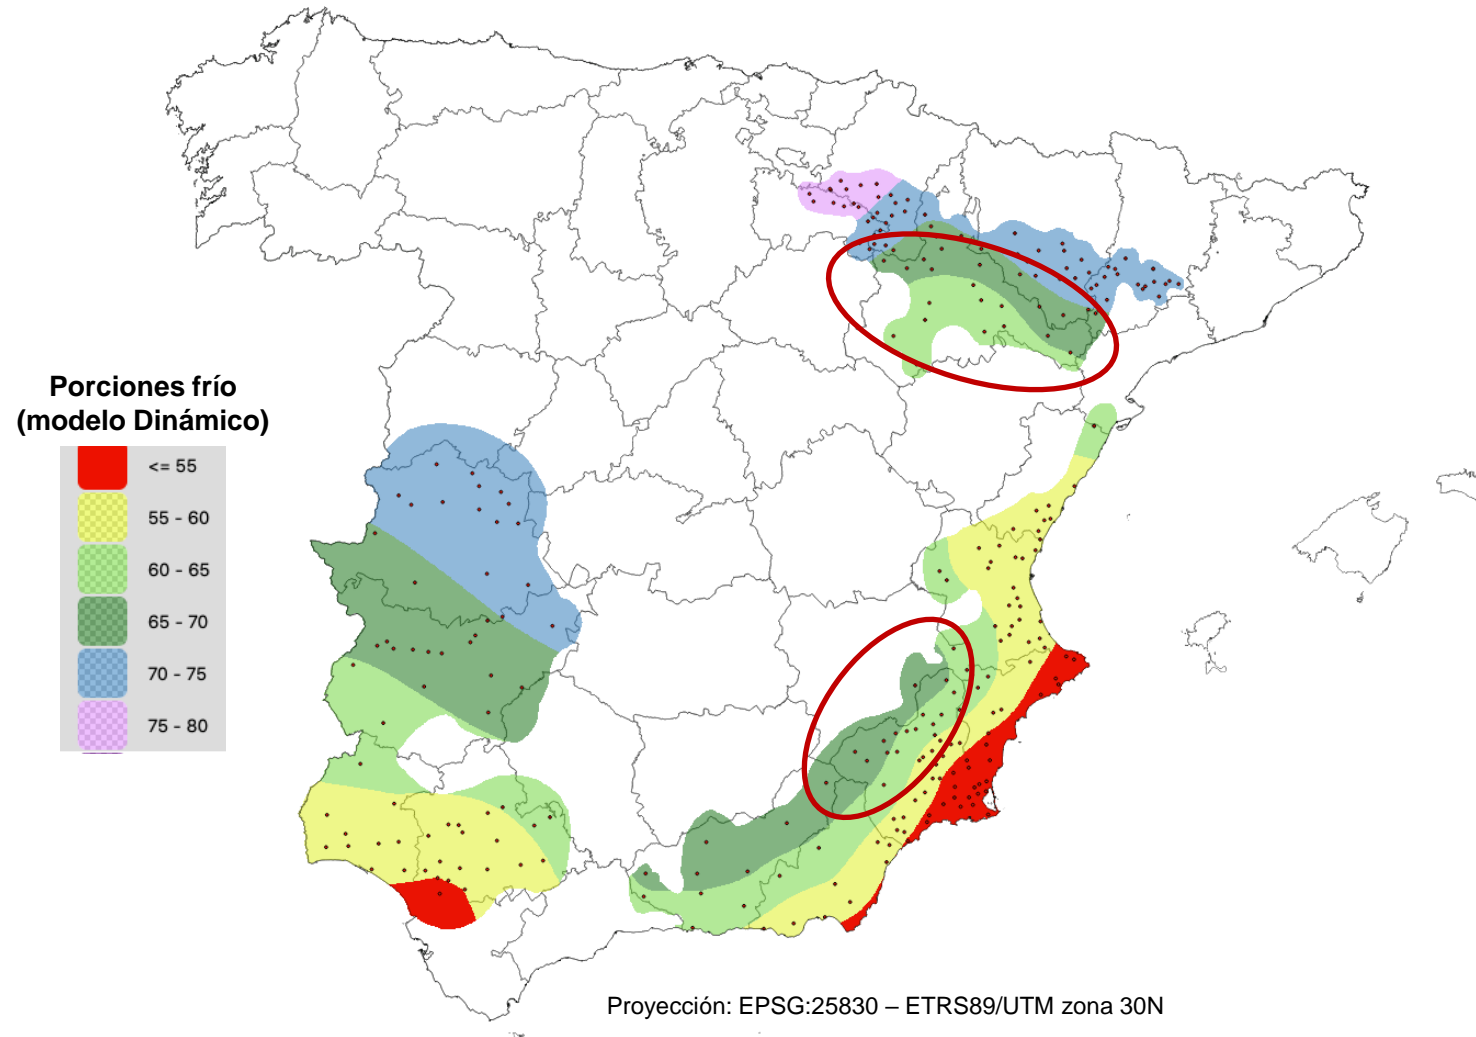 Porciones frío
(modelo Dinámico)
<= 55
55 - 60
60 - 65
65 - 70
70 - 75
75 - 80
Proyección: EPSG:25830 – ETRS89/UTM zona 30N